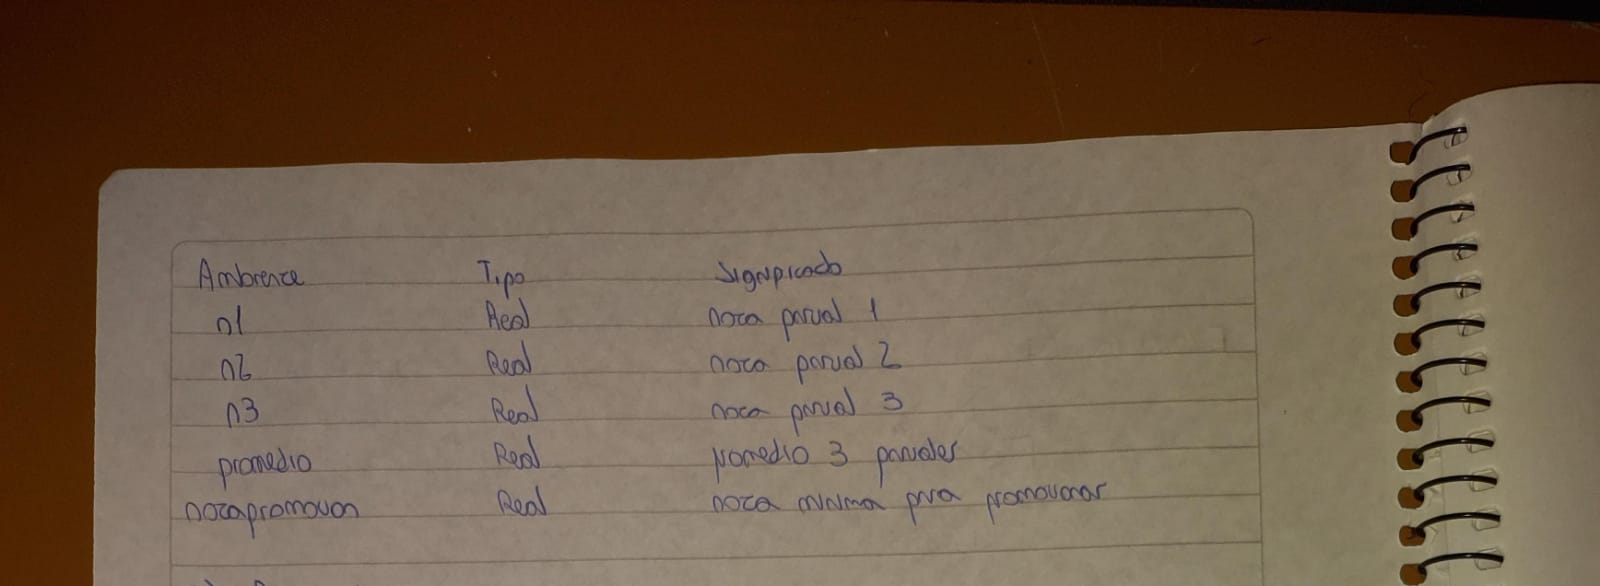 Ambiente Tipo Significado
n1 Real nota parcial 1
n2 Real nota parcial 2
n3 Real nota parcial 3
promedio Real promedio 3 parciales
notapromocion Real nota minima para promocionar